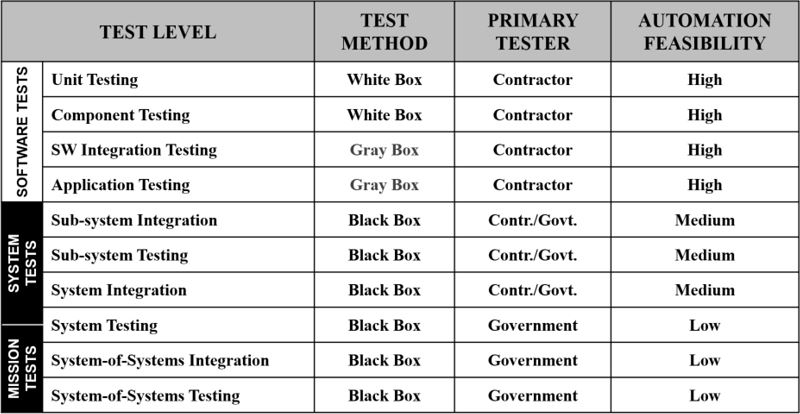 TEST LEVEL
TEST METHOD
PRIMARY TESTER
AUTOMATION FEASIBILITY
SOFTWARE TESTS
Unit Testing White Box Contractor High
Component Testing White Box Contractor High
SW Integration Testing Gray Box Contractor High
Application Testing Gray Box Contractor High
SYSTEM TESTS
Sub-system Integration Black Box Contr./Govt. Medium
Sub-system Testing Black Box Contr./Govt. Medium
System Integration Black Box Contr./Govt. Medium
System Testing Black Box Government Low
MISSION TESTS
System-of-Systems Integration Black Box Government Low
System-of-Systems Testing Black Box Government Low